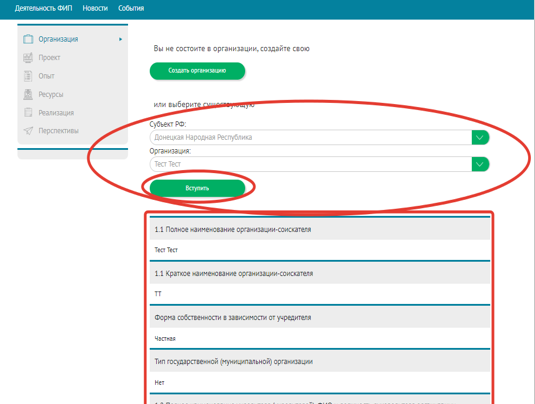 Деятельность ФИП Новости События
Организация
Проект
Опыт
Ресурсы
Реализация
Перспективы
Вы не состоите в организации, создайте свою
Создать организацию
или выберите существующую
Субъект РФ:
Донецкая Народная Республика
Организация:
Тест Тест
Вступить
1.1 Полное наименование организации-соискателя
Тест Тест
1.1 Краткое наименование организации-соискателя
ТТ
Форма собственности в зависимости от учредителя
Частная
Тип государственной (муниципальной) организации
Нет